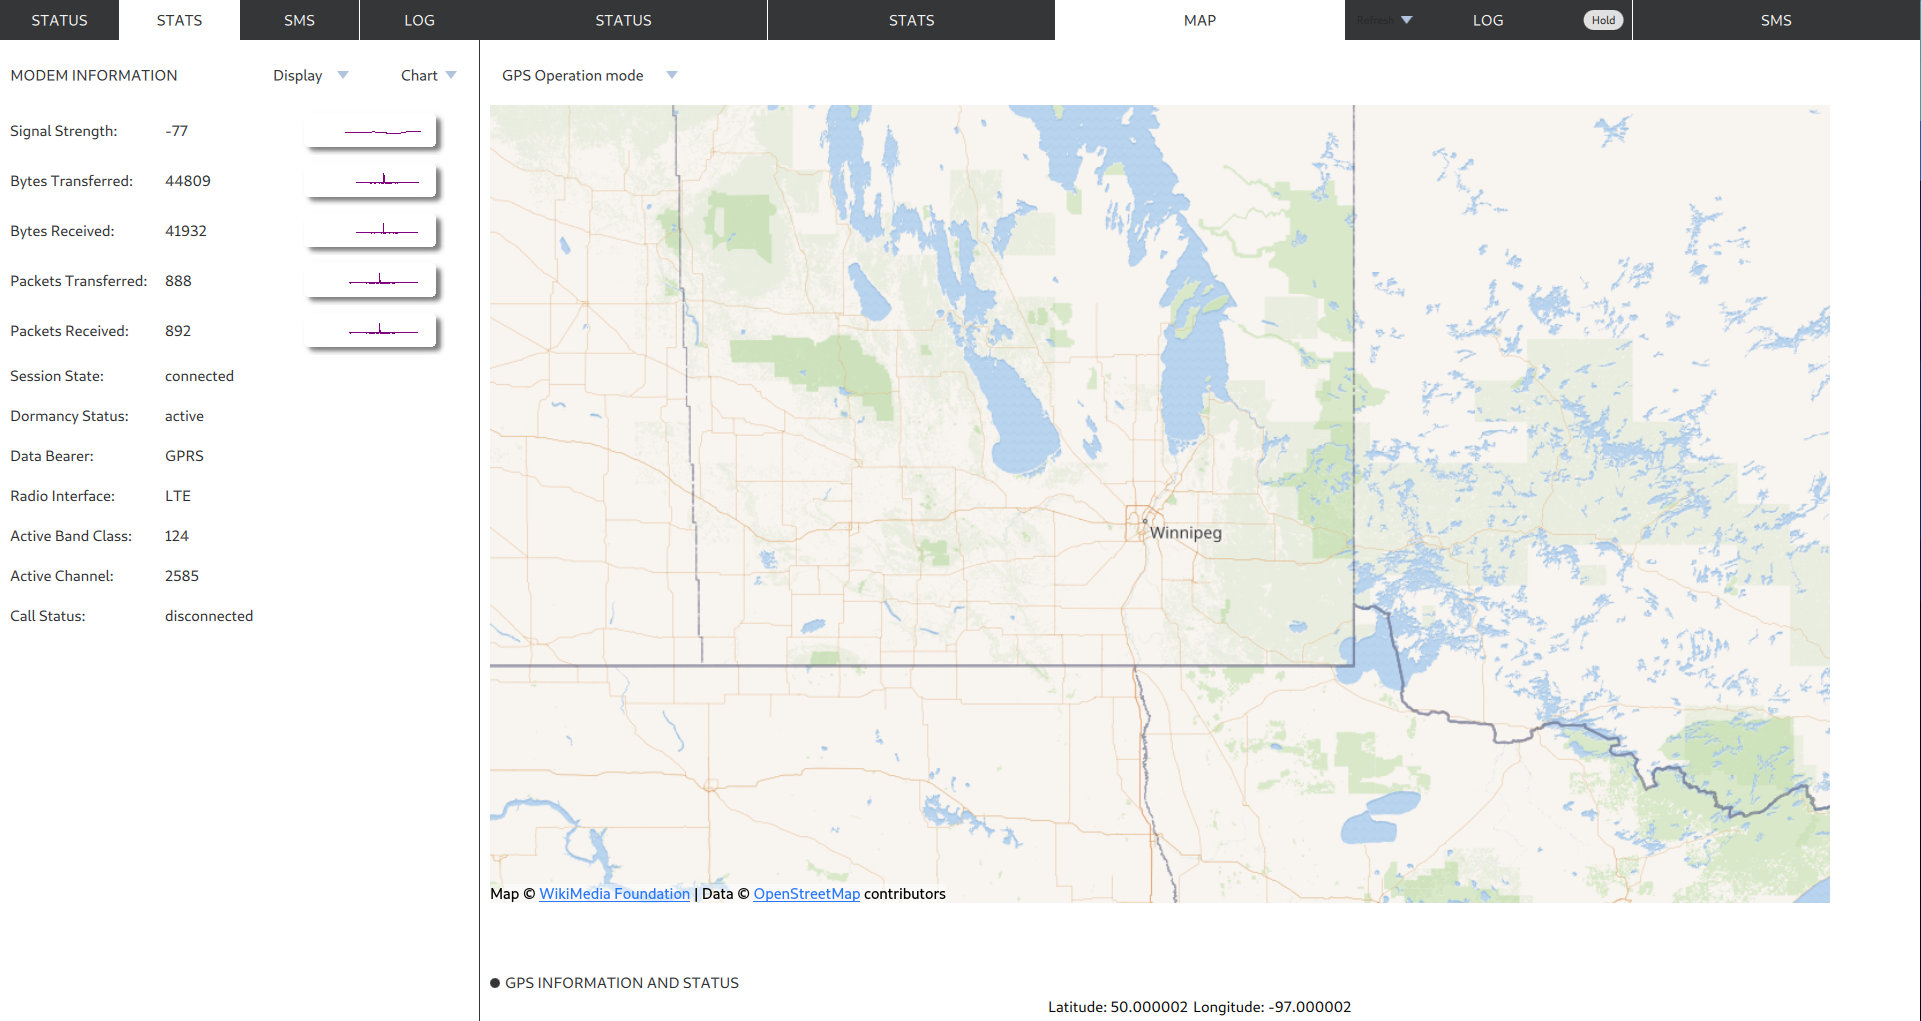 STATUS STATS SMS LOG STATUS STATS MAP Refresh LOG Hold SMS
MODEM INFORMATION Display Chart
Signal Strength: -77
Bytes Transferred: 44809
Bytes Received: 41932
Packets Transferred: 888
Packets Received: 892
Session State: connected
Dormancy Status: active
Data Bearer: GPRS
Radio Interface: LTE
Active Band Class: 124
Active Channel: 2585
Call Status: disconnected
GPS Operation mode
Winnipeg
Map © WikiMedia Foundation | Data © OpenStreetMap contributors
GPS INFORMATION AND STATUS
Latitude: 50.000002 Longitude: -97.000002